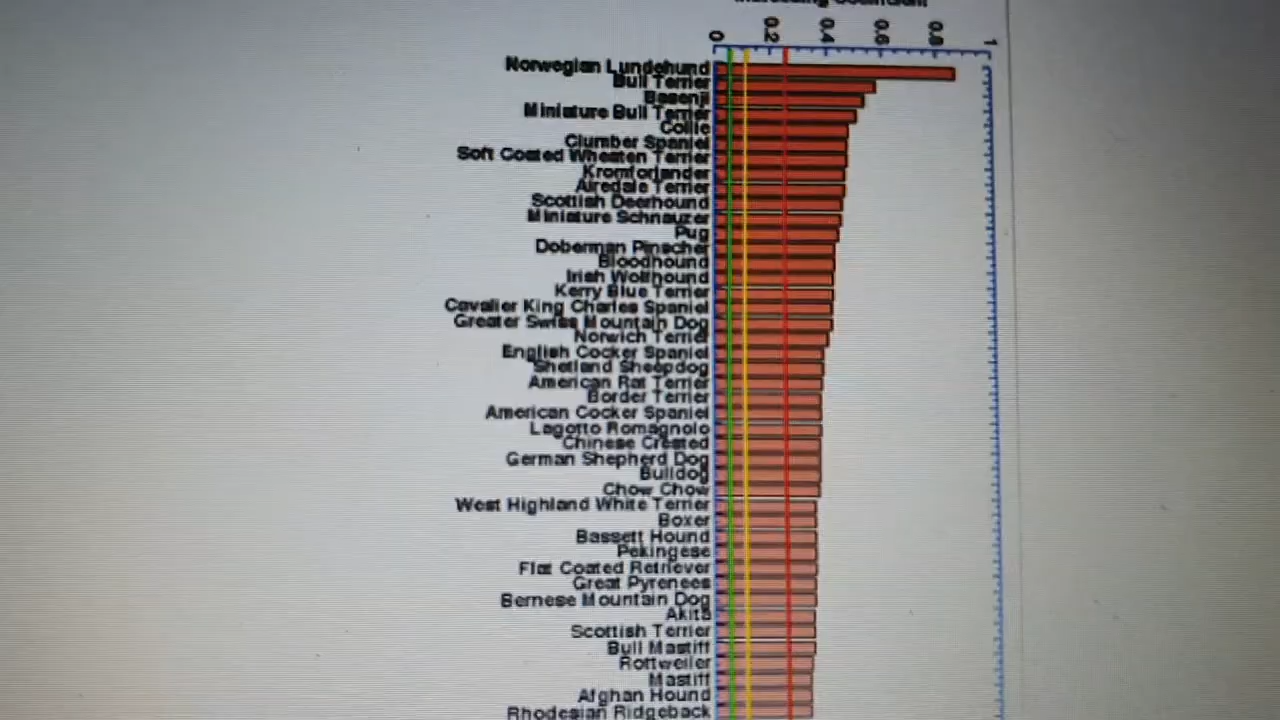 Inbreeding Coefficient
0 0.2 0.4 0.6 0.8 1
Norwegian Lundehund
Bull Terrier
Basenji
Miniature Bull Terrier
Collie
Clumber Spaniel
Soft Coated Wheaten Terrier
Kromforlander
Airedale Terrier
Scottish Deerhound
Miniature Schnauzer
Pug
Doberman Pinscher
Bloodhound
Irish Wolfhound
Kerry Blue Terrier
Cavalier King Charles Spaniel
Greater Swiss Mountain Dog
Norwich Terrier
English Cocker Spaniel
Shetland Sheepdog
American Rat Terrier
Border Terrier
American Cocker Spaniel
Lagotto Romagnolo
Chinese Crested
German Shepherd Dog
Bulldog
Chow Chow
West Highland White Terrier
Boxer
Bassett Hound
Pekingese
Flat Coated Retriever
Great Pyrenees
Bernese Mountain Dog
Akita
Scottish Terrier
Bull Mastiff
Rottweiler
Mastiff
Afghan Hound
Rhodesian Ridgeback